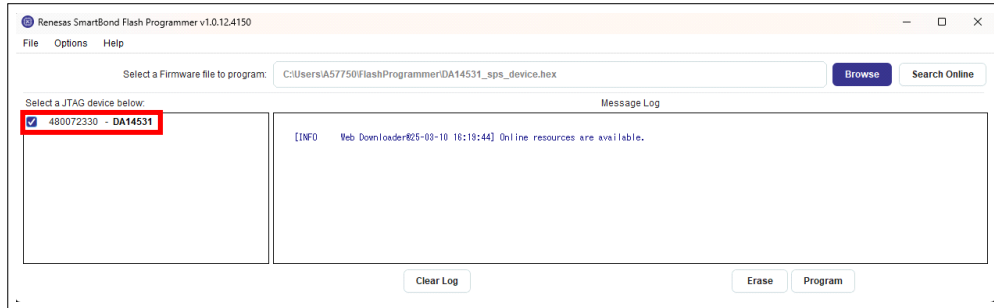 Renesas SmartBond Flash Programmer v1.0.12.4150
File Options Help
Select a Firmware file to program: C:\Users\A57750\FlashProgrammer\DA14531_sps_device.hex Browse Search Online
Select a JTAG device below: Message Log
480072330 - DA14531
[INFO Web Downloader@25-03-10 16:19:44] Online resources are available.
Clear Log Erase Program